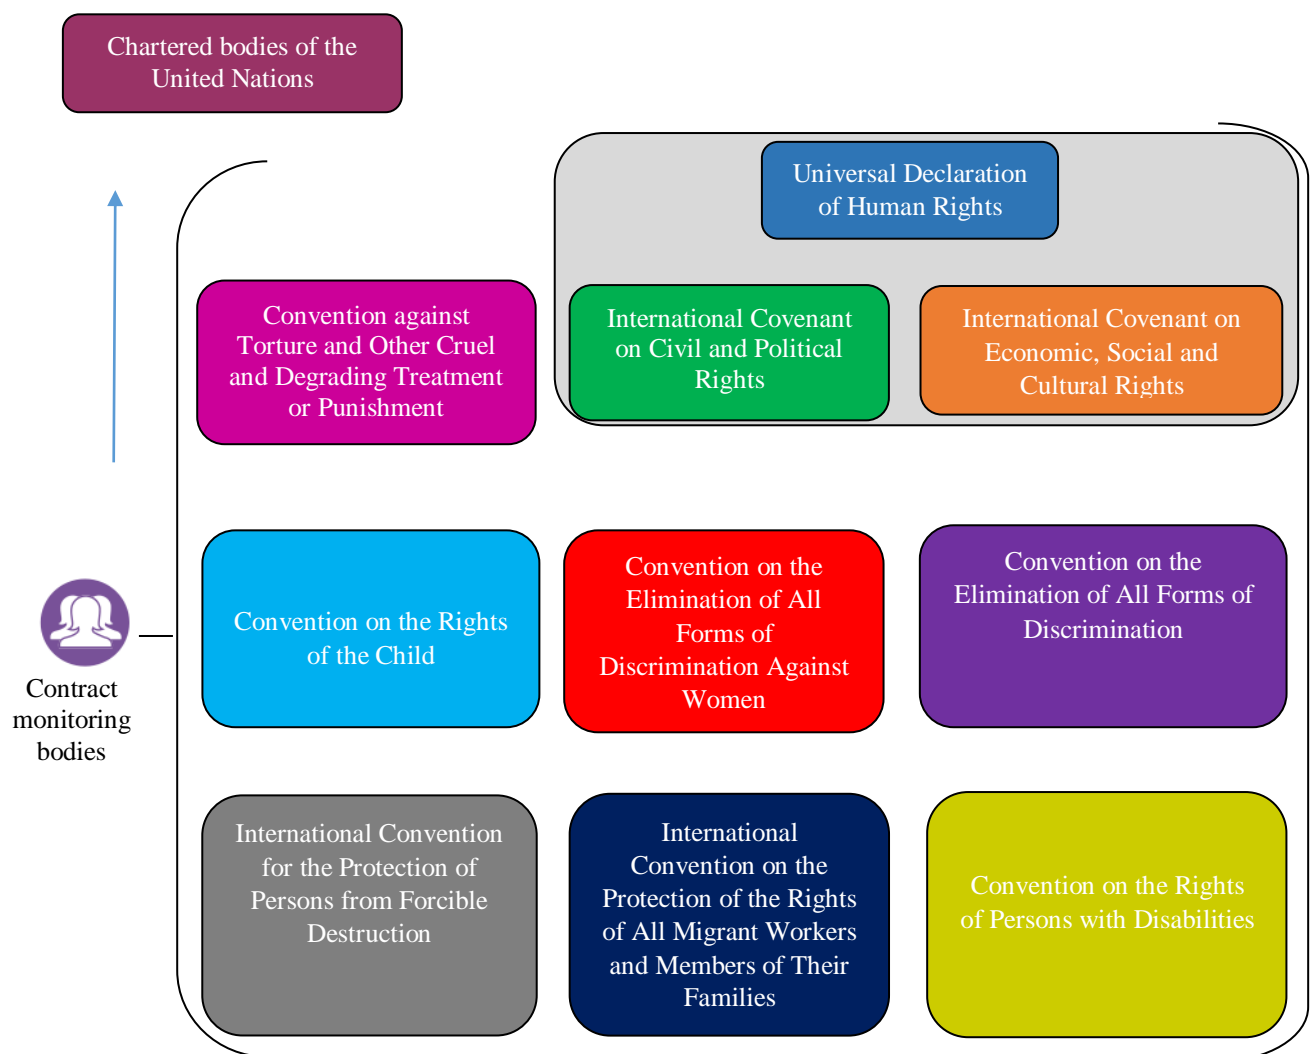 Chartered bodies of the
United Nations
Universal Declaration
of Human Rights
Convention against
Torture and Other Cruel
and Degrading Treatment
or Punishment
International Covenant
on Civil and Political
Rights
International Covenant on
Economic, Social and
Cultural Rights
Convention on the Rights
of the Child
Convention on the
Elimination of All
Forms of
Discrimination Against
Women
Convention on the
Elimination of All Forms of
Discrimination
Contract
monitoring
bodies
International Convention
for the Protection of
Persons from Forcible
Destruction
International
Convention on the
Protection of the Rights
of All Migrant Workers
and Members of Their
Families
Convention on the Rights
of Persons with Disabilities